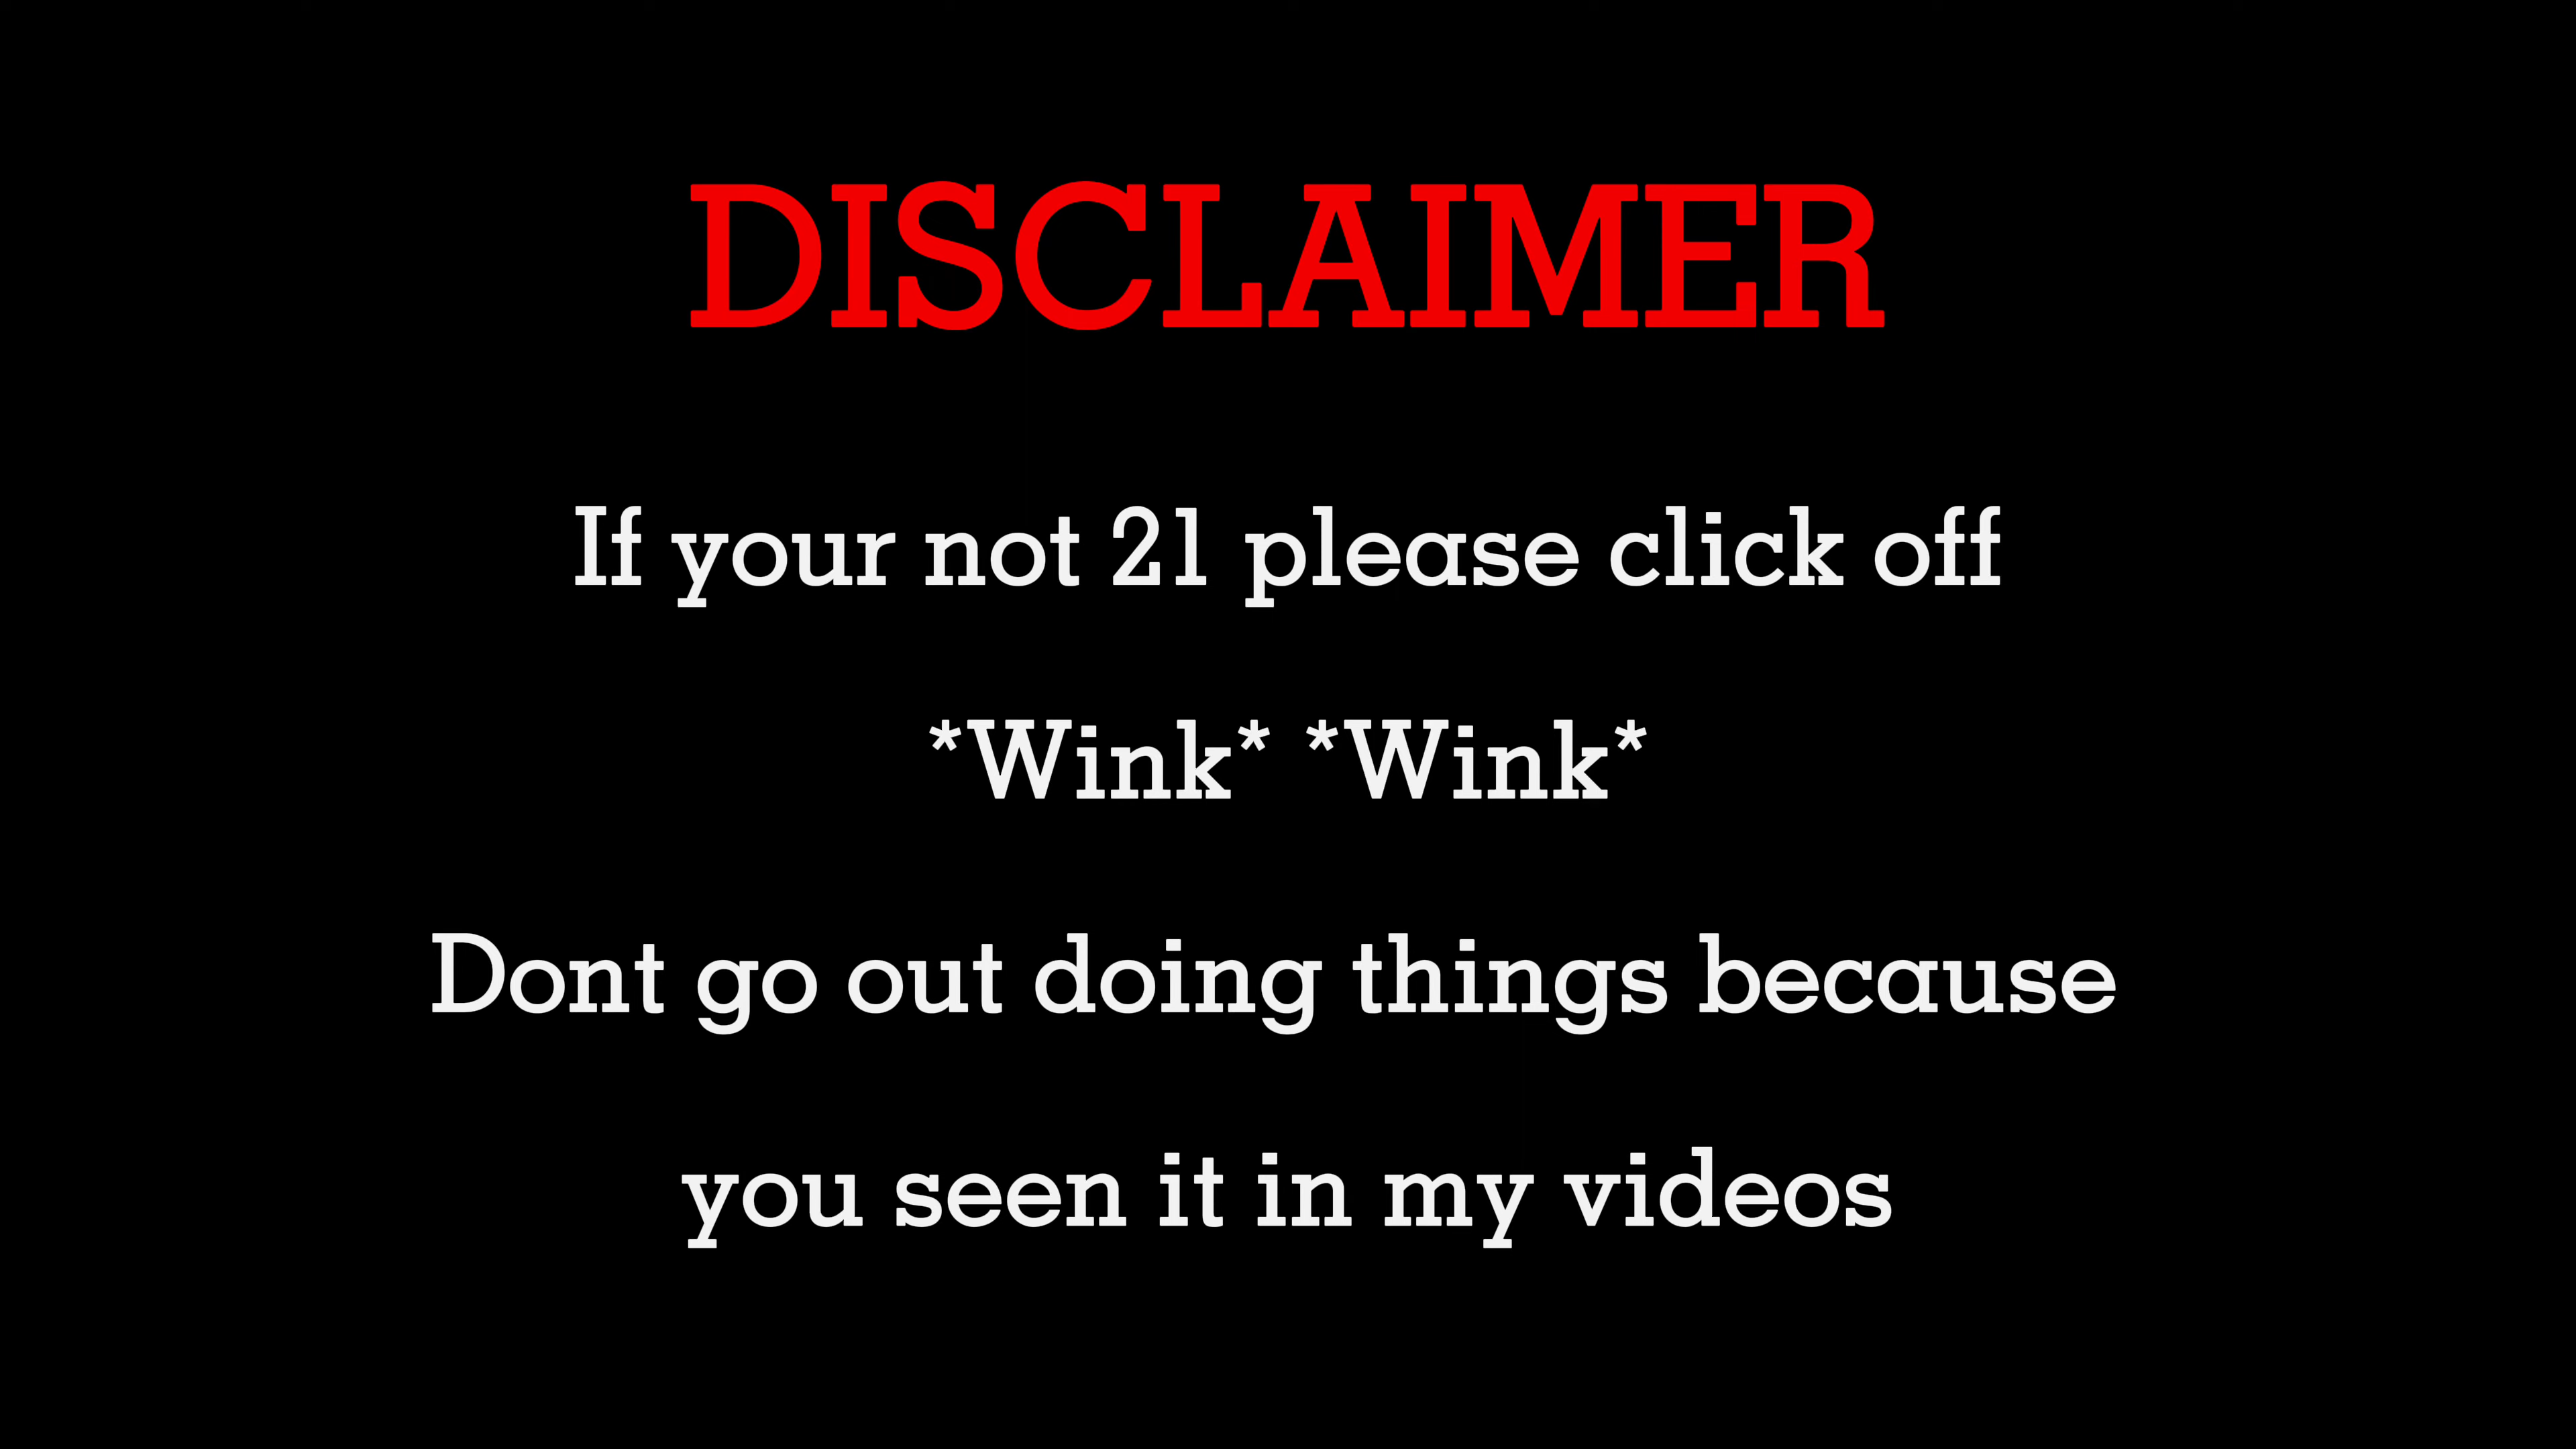 DISCLAIMER
If your not 21 please click off
*Wink* *Wink*
Dont go out doing things because
you seen it in my videos